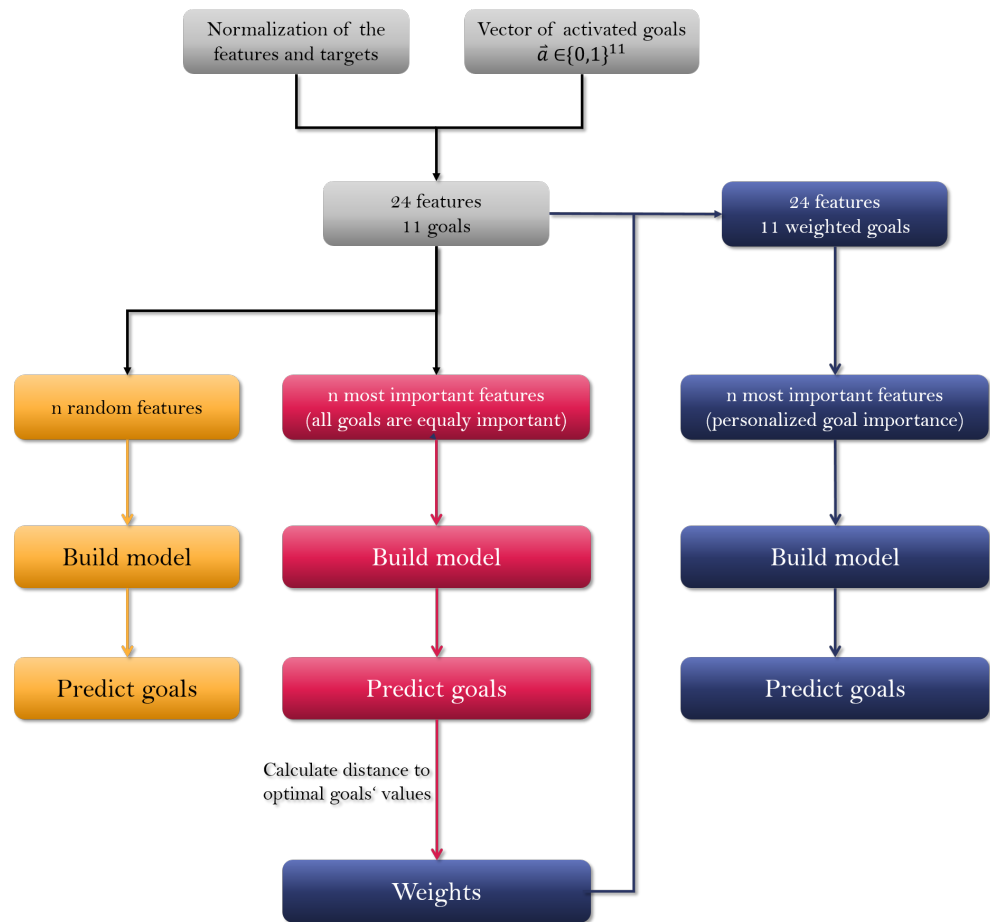 Normalization of the
features and targets
Vector of activated goals
$\vec{a}$ ∈{0,1}¹¹
24 features
11 goals
24 features
11 weighted goals
n random features
n most important features
(all goals are equaly important)
n most important features
(personalized goal importance)
Build model
Build model
Build model
Predict goals
Predict goals
Predict goals
Calculate distance to
optimal goals‘ values
Weights